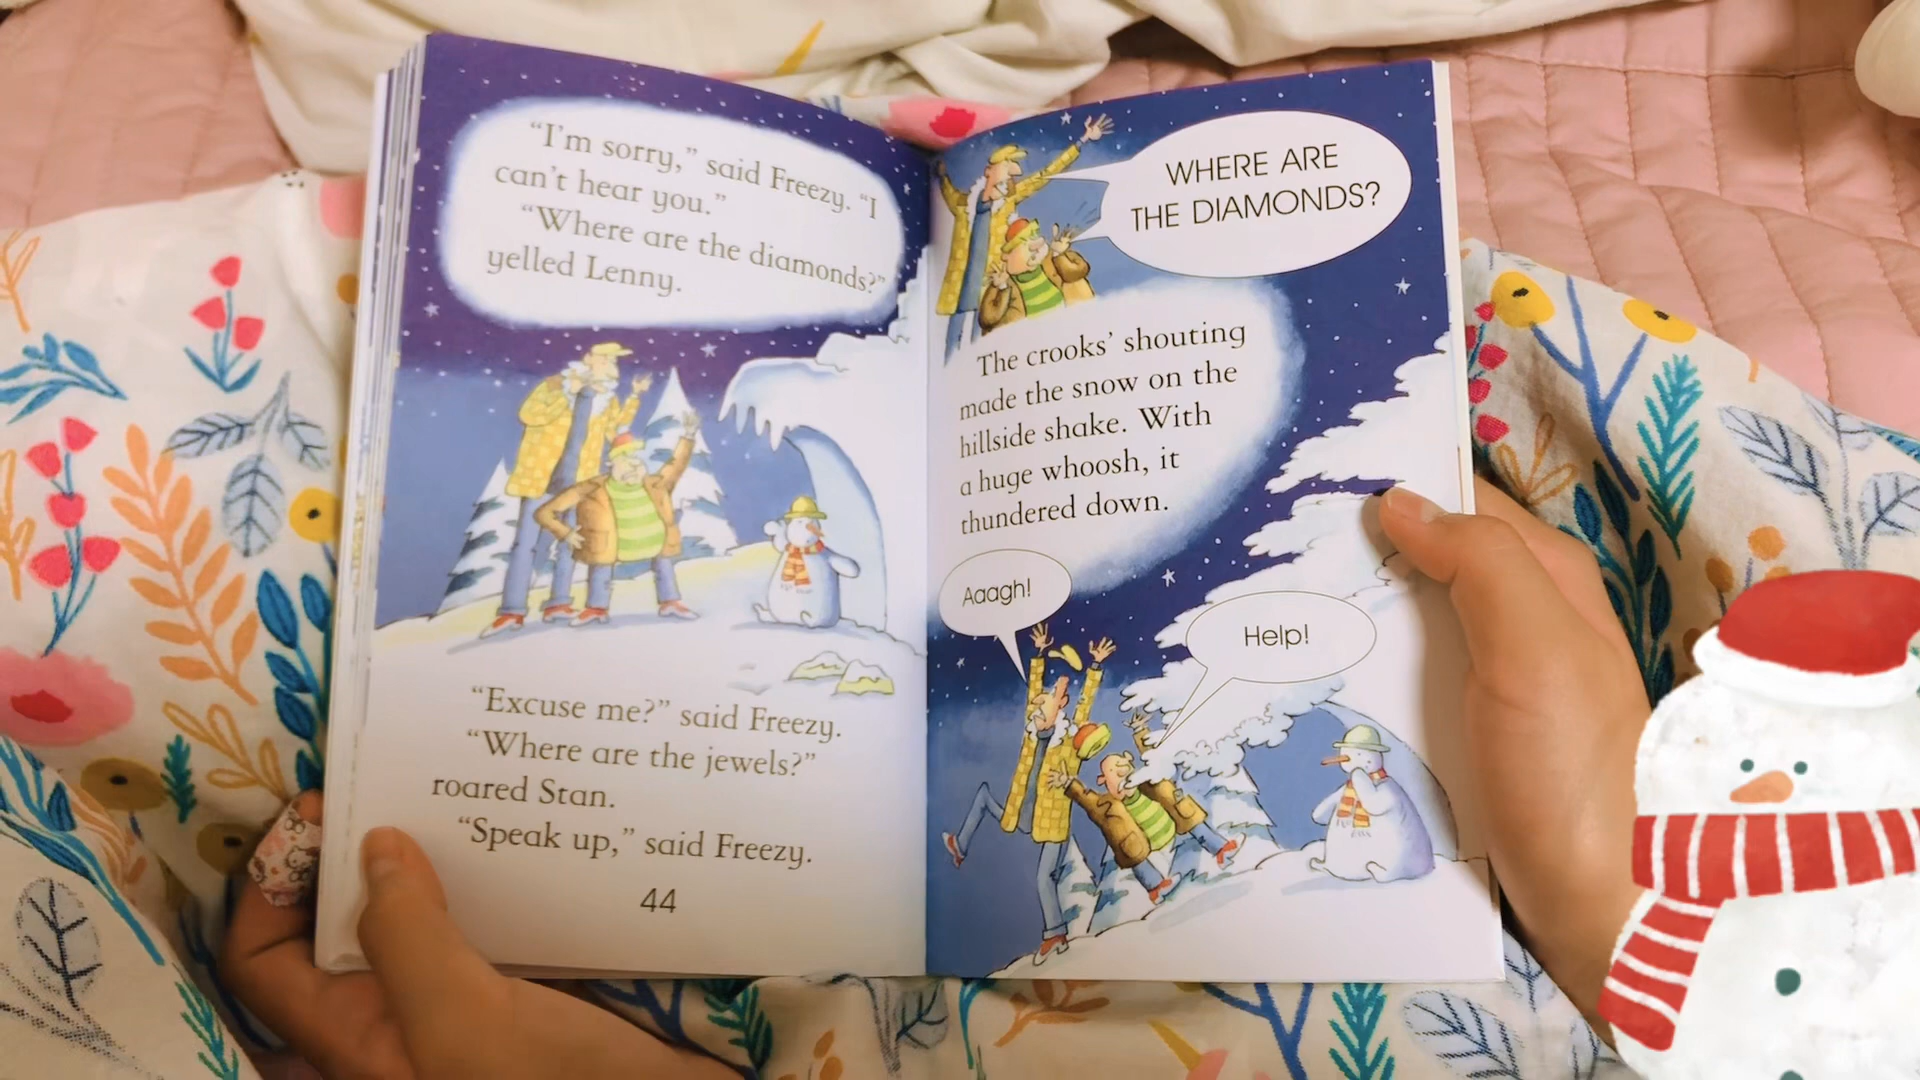 “I’m sorry,” said Freezy. “I
can’t hear you.”
“Where are the diamonds?”
yelled Lenny.
“Excuse me?” said Freezy.
“Where are the jewels?”
roared Stan.
“Speak up,” said Freezy.
44
WHERE ARE
THE DIAMONDS?
The crooks’ shouting
made the snow on the
hillside shake. With
a huge whoosh, it
thundered down.
Aaagh!
Help!